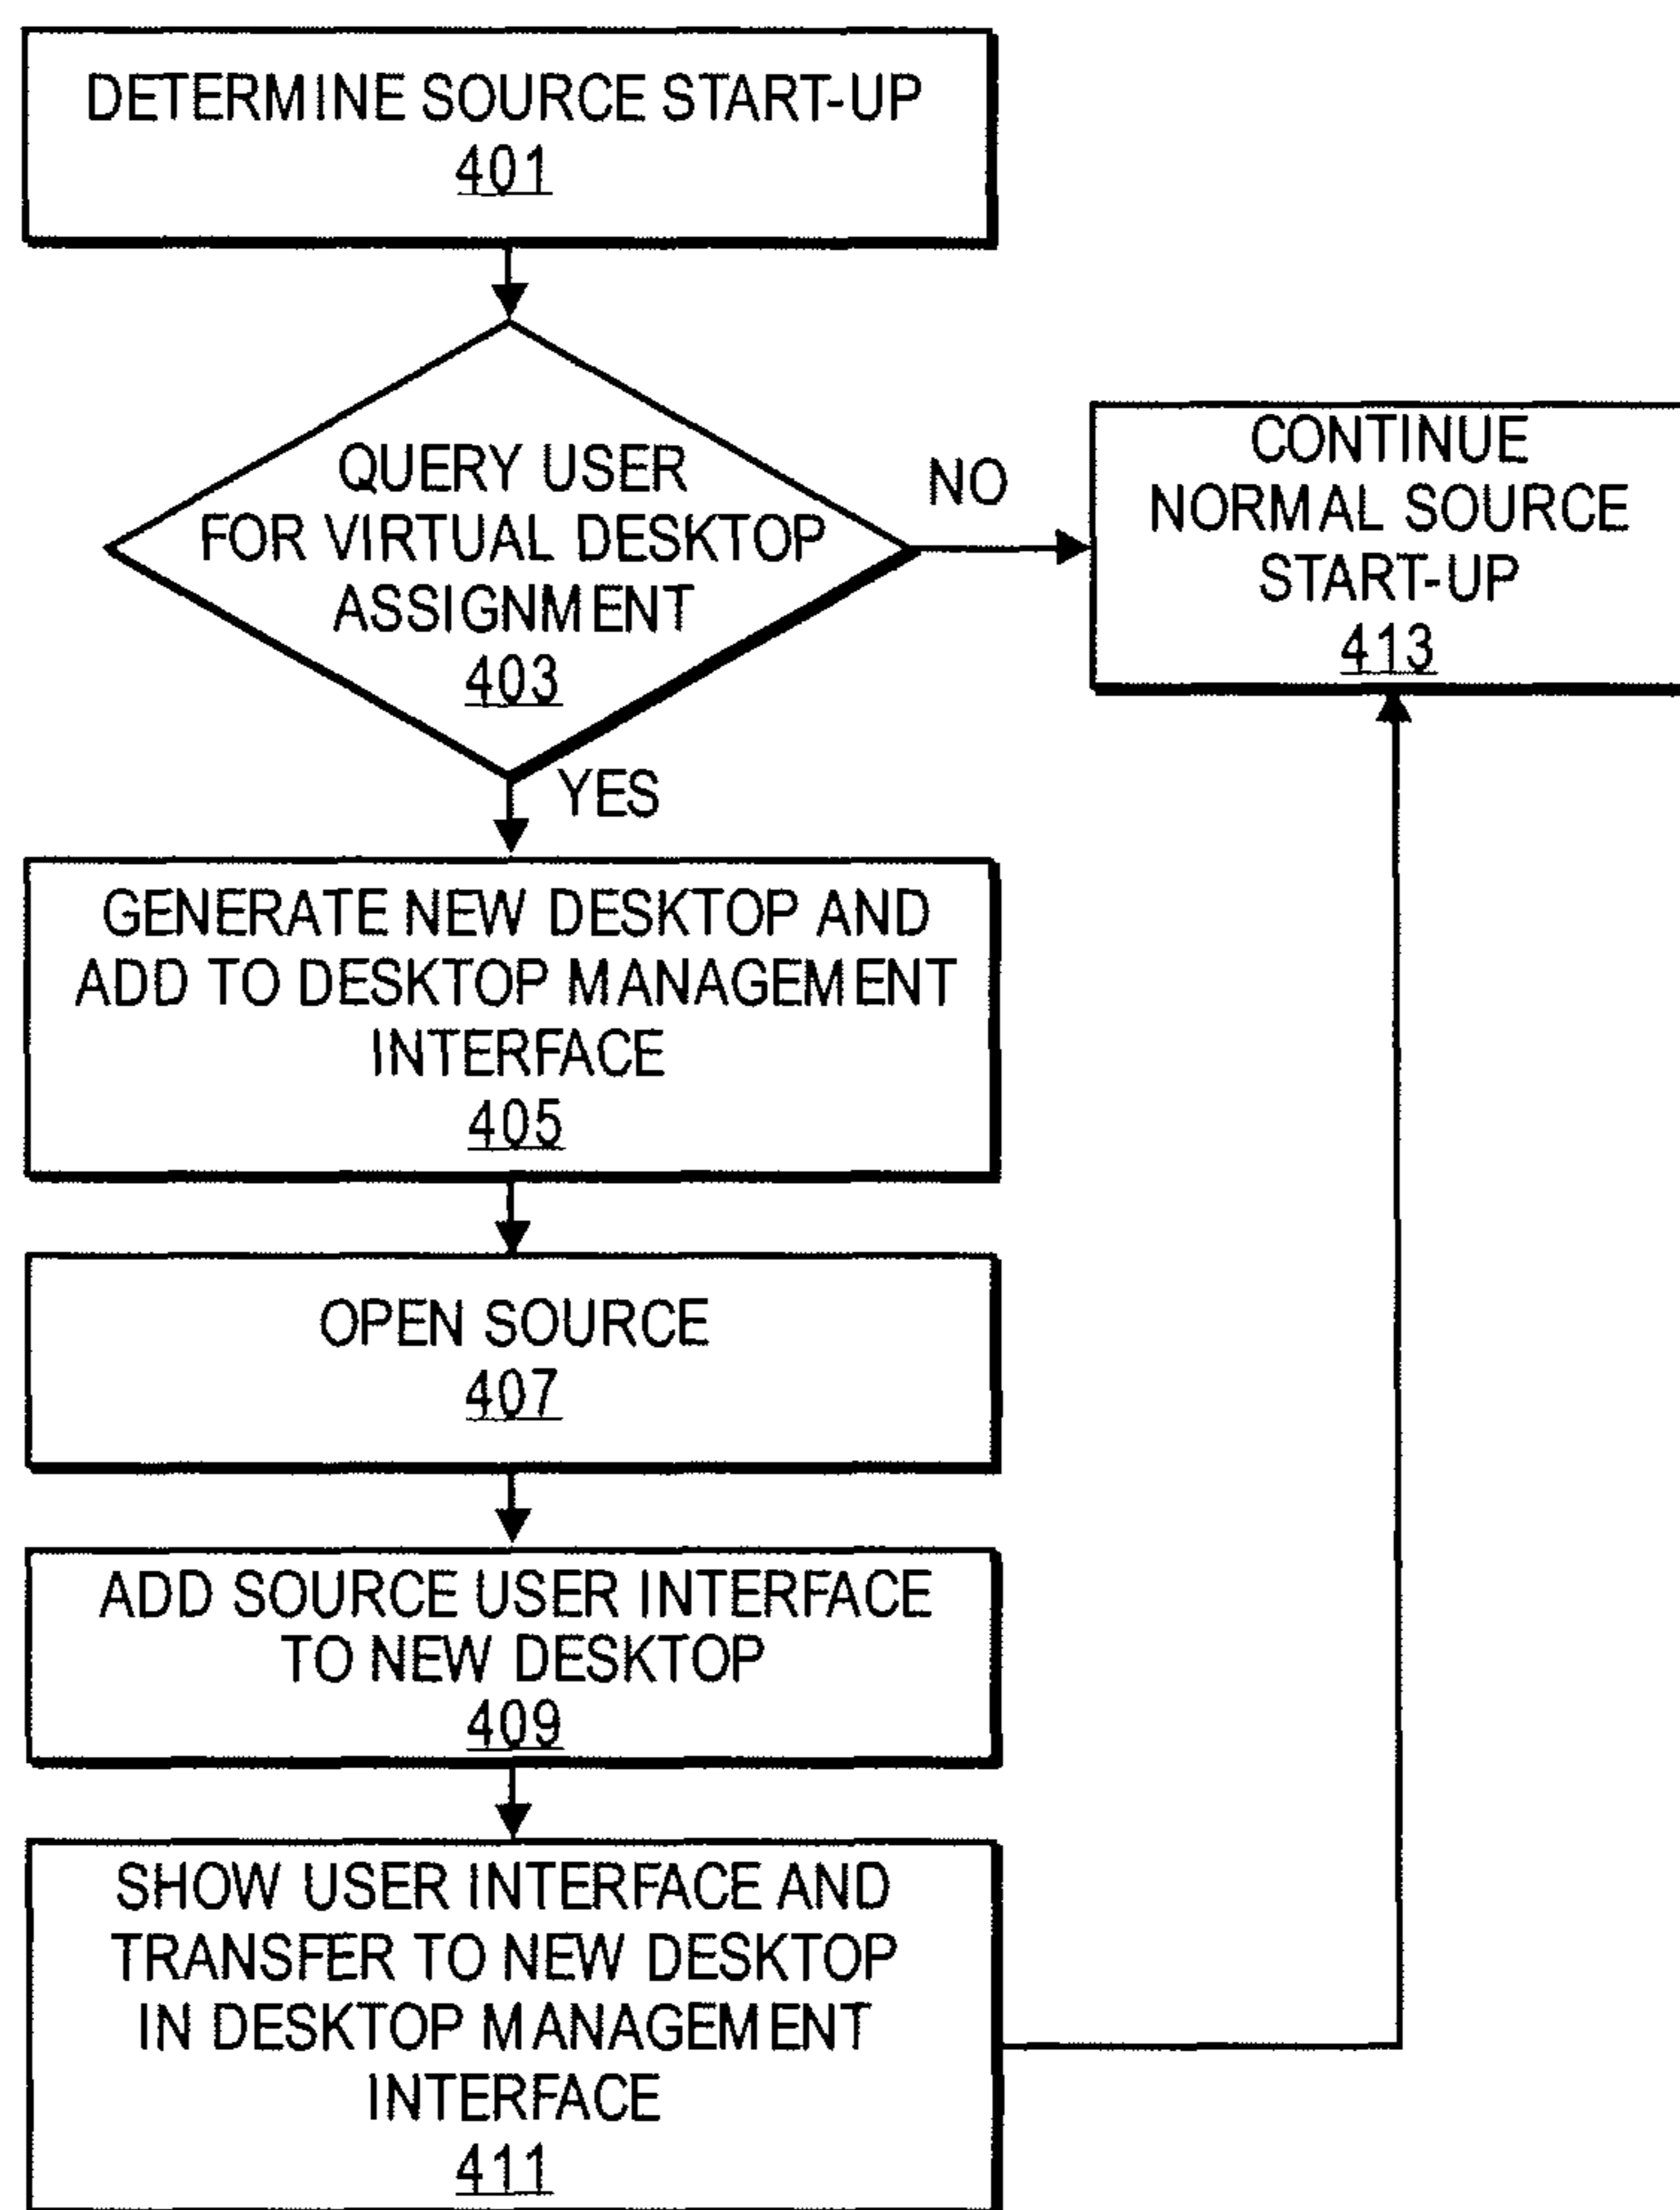 DETERMINE SOURCE START-UP
401
QUERY USER
FOR VIRTUAL DESKTOP
ASSIGNMENT
403
NO
CONTINUE
NORMAL SOURCE
START-UP
413
YES
GENERATE NEW DESKTOP AND
ADD TO DESKTOP MANAGEMENT
INTERFACE
405
OPEN SOURCE
407
ADD SOURCE USER INTERFACE
TO NEW DESKTOP
409
SHOW USER INTERFACE AND
TRANSFER TO NEW DESKTOP
IN DESKTOP MANAGEMENT
INTERFACE
411